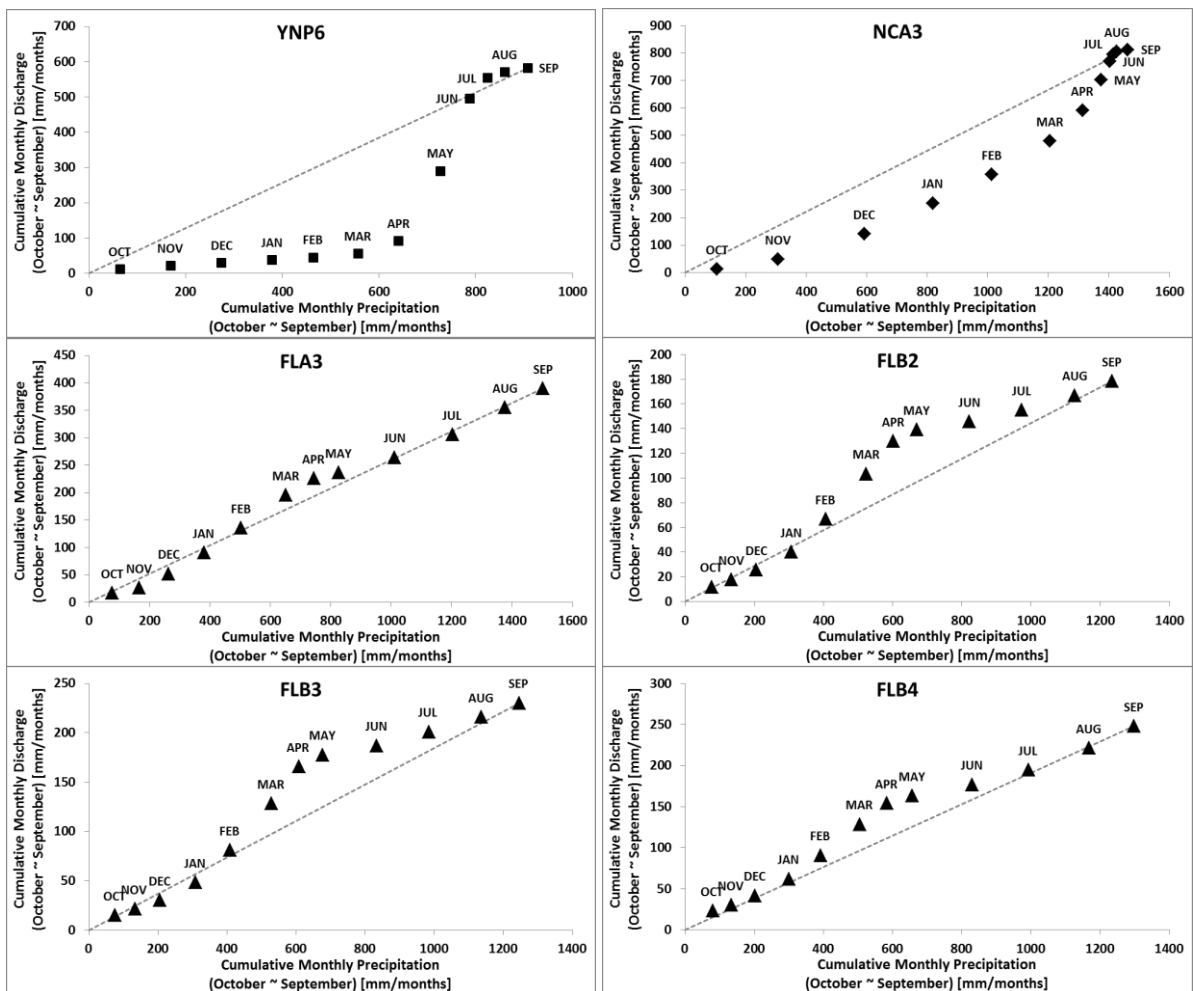 YNP6
700
600
500
400
300
200
100
0
0 200 400 600 800 1000
OCT NOV DEC JAN FEB MAR APR MAY JUN JUL AUG SEP
Cumulative Monthly Discharge
(October ~ September) [mm/months]
Cumulative Monthly Precipitation
(October ~ September) [mm/months]
NCA3
900
800
700
600
500
400
300
200
100
0
0 200 400 600 800 1000 1200 1400 1600
OCT NOV DEC JAN FEB MAR APR MAY JUN JUL AUG SEP
Cumulative Monthly Discharge
(October ~ September) [mm/months]
Cumulative Monthly Precipitation
(October ~ September) [mm/months]
FLA3
450
400
350
300
250
200
150
100
50
0
0 200 400 600 800 1000 1200 1400 1600
OCT NOV DEC JAN FEB MAR APR MAY JUN JUL AUG SEP
Cumulative Monthly Discharge
(October ~ September) [mm/months]
Cumulative Monthly Precipitation
(October ~ September) [mm/months]
FLB2
200
180
160
140
120
100
80
60
40
20
0
0 200 400 600 800 1000 1200 1400
OCT NOV DEC JAN FEB MAR APR MAY JUN JUL AUG SEP
Cumulative Monthly Discharge
(October ~ September) [mm/months]
Cumulative Monthly Precipitation
(October ~ September) [mm/months]
FLB3
250
200
150
100
50
0
0 200 400 600 800 1000 1200 1400
OCT NOV DEC JAN FEB MAR APR MAY JUN JUL AUG SEP
Cumulative Monthly Discharge
(October ~ September) [mm/months]
Cumulative Monthly Precipitation
(October ~ September) [mm/months]
FLB4
300
250
200
150
100
50
0
0 200 400 600 800 1000 1200 1400
OCT NOV DEC JAN FEB MAR APR MAY JUN JUL AUG SEP
Cumulative Monthly Discharge
(October ~ September) [mm/months]
Cumulative Monthly Precipitation
(October ~ September) [mm/months]